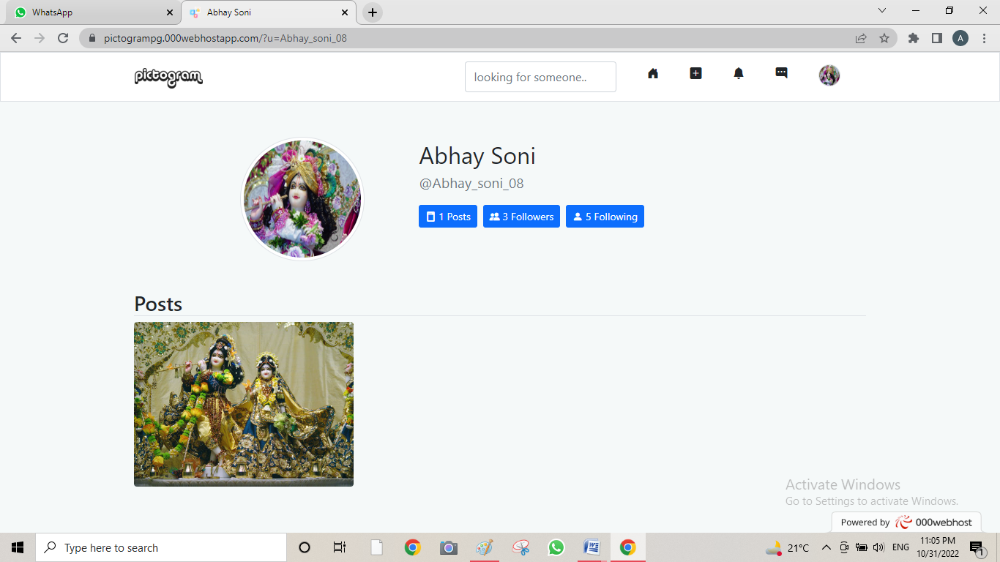 WhatsApp
Abhay Soni
pictogrampg.000webhostapp.com/?u=Abhay_soni_08
A
pictogram
looking for someone..
Abhay Soni
@Abhay_soni_08
1 Posts
3 Followers
5 Following
Posts
Activate Windows
Go to Settings to activate Windows.
Powered by 000webhost
Type here to search
W
21°C
ENG
11:05 PM
10/31/2022
1